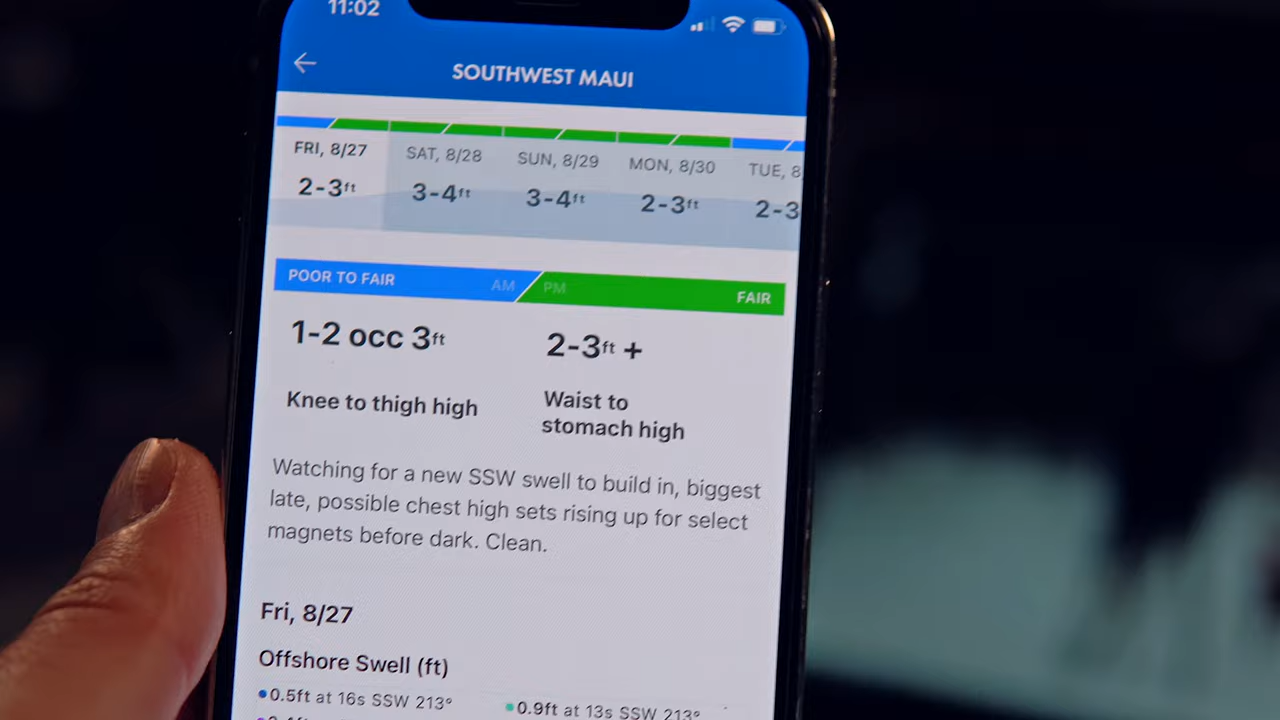 11:02
SOUTHWEST MAUI
FRI, 8/27 SAT, 8/28 SUN, 8/29 MON, 8/30 TUE, 8
2-3ft 3-4ft 3-4ft 2-3ft 2-3
POOR TO FAIR AM PM FAIR
1-2 occ 3ft 2-3ft +
Knee to thigh high Waist to
stomach high
Watching for a new SSW swell to build in, biggest
late, possible chest high sets rising up for select
magnets before dark. Clean.
Fri, 8/27
Offshore Swell (ft)
0.5ft at 16s SSW 213° 0.9ft at 13s SSW 213°